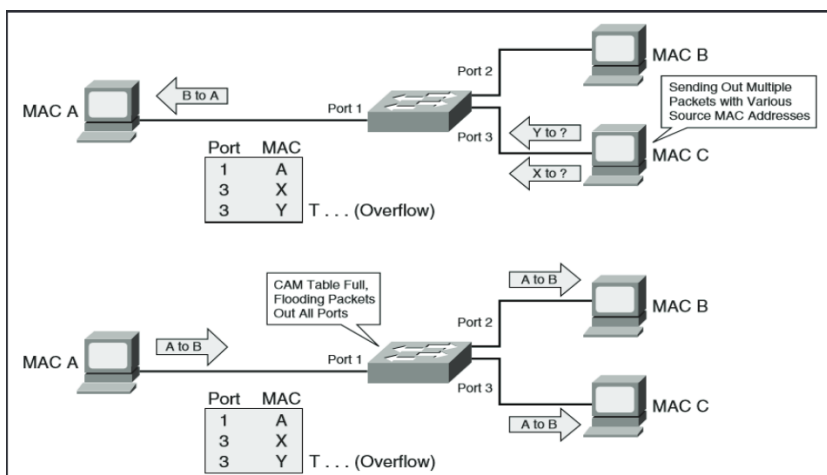 MAC A
B to A
Port 1
Port 2
MAC B
Sending Out Multiple
Packets with Various
Source MAC Addresses
Port 3
Y to ?
MAC C
X to ?
Port MAC
1 A
3 X
3 Y T . . . (Overflow)
CAM Table Full,
Flooding Packets
Out All Ports
A to B
MAC B
Port 2
MAC A
A to B
Port 1
Port 3
MAC C
A to B
Port MAC
1 A
3 X
3 Y T . . . (Overflow)